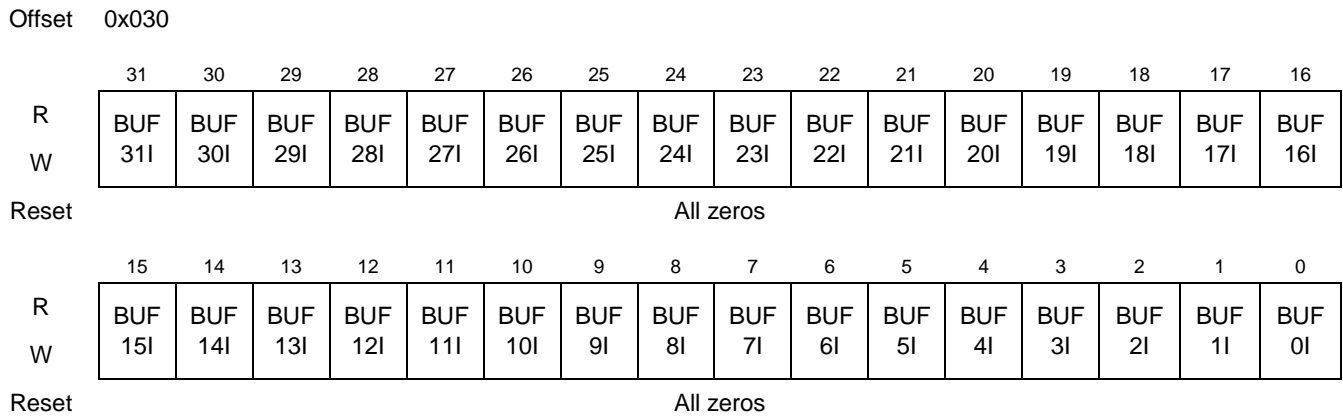 Offset 0x030
31 30 29 28 27 26 25 24 23 22 21 20 19 18 17 16
R
BUF BUF BUF BUF BUF BUF BUF BUF BUF BUF BUF BUF BUF BUF BUF BUF
31I 30I 29I 28I 27I 26I 25I 24I 23I 22I 21I 20I 19I 18I 17I 16I
W
Reset All zeros
15 14 13 12 11 10 9 8 7 6 5 4 3 2 1 0
R
BUF BUF BUF BUF BUF BUF BUF BUF BUF BUF BUF BUF BUF BUF BUF BUF
15I 14I 13I 12I 11I 10I 9I 8I 7I 6I 5I 4I 3I 2I 1I 0I
W
Reset All zeros